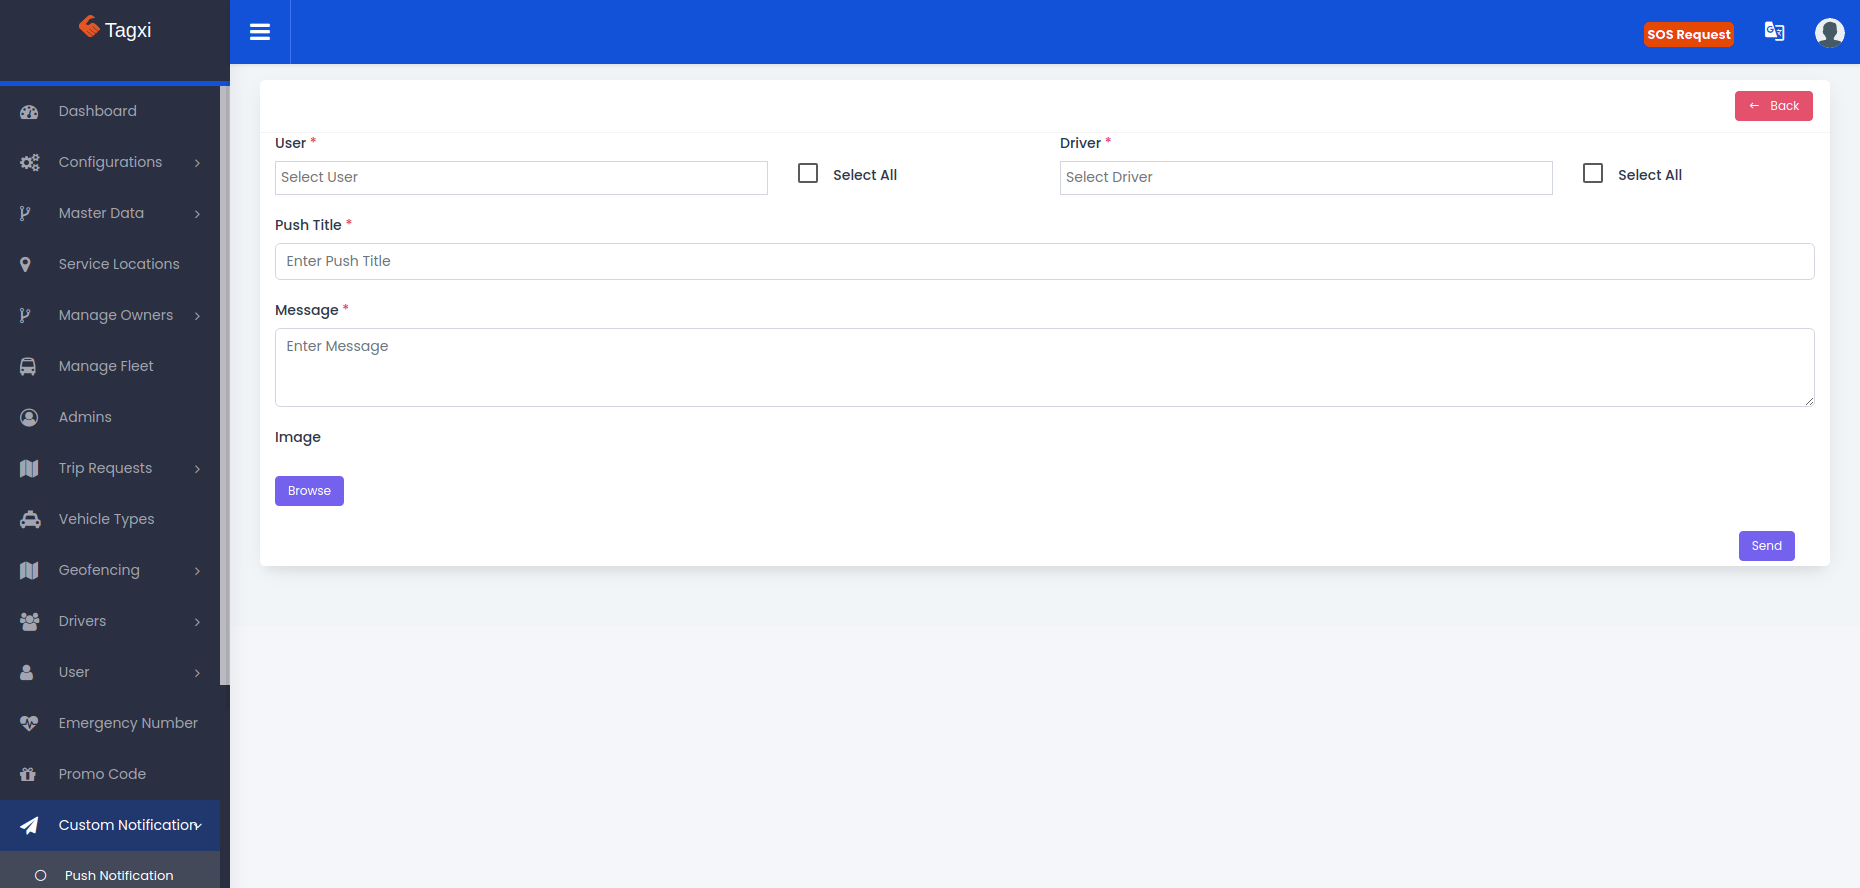 Tagxi
SOS Request
Dashboard
Configurations
Master Data
Service Locations
Manage Owners
Manage Fleet
Admins
Trip Requests
Vehicle Types
Geofencing
Drivers
User
Emergency Number
Promo Code
Custom Notification
Push Notification
← Back
User *
Select User
Select All
Driver *
Select Driver
Select All
Push Title *
Enter Push Title
Message *
Enter Message
Image
Browse
Send